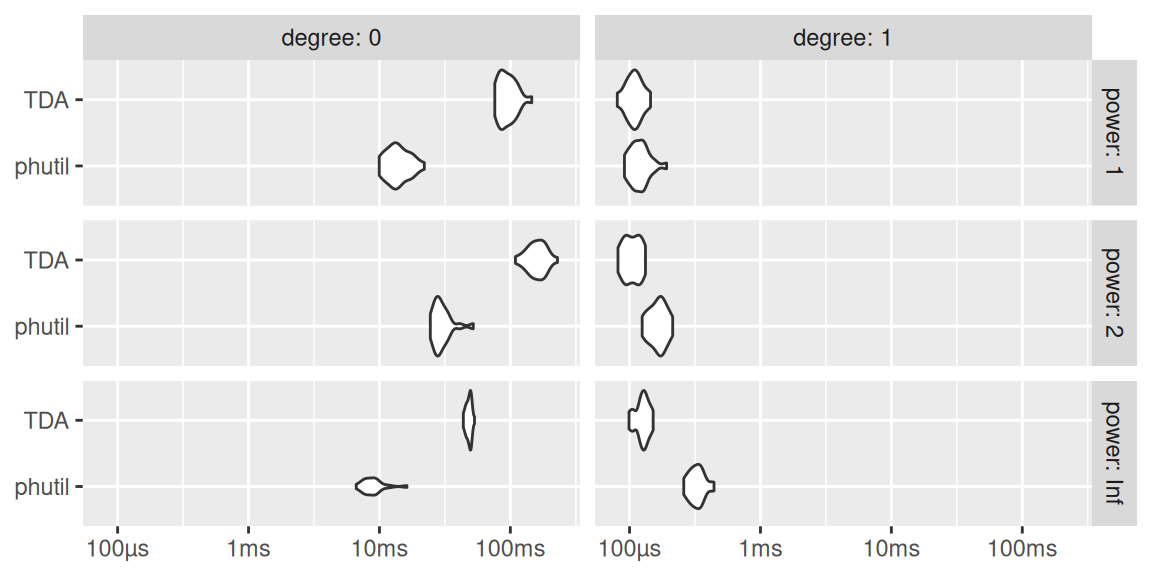 degree: 0
degree: 1
TDA
phutil
power: 1
TDA
phutil
power: 2
TDA
phutil
power: Inf
100µs
1ms
10ms
100ms
100µs
1ms
10ms
100ms